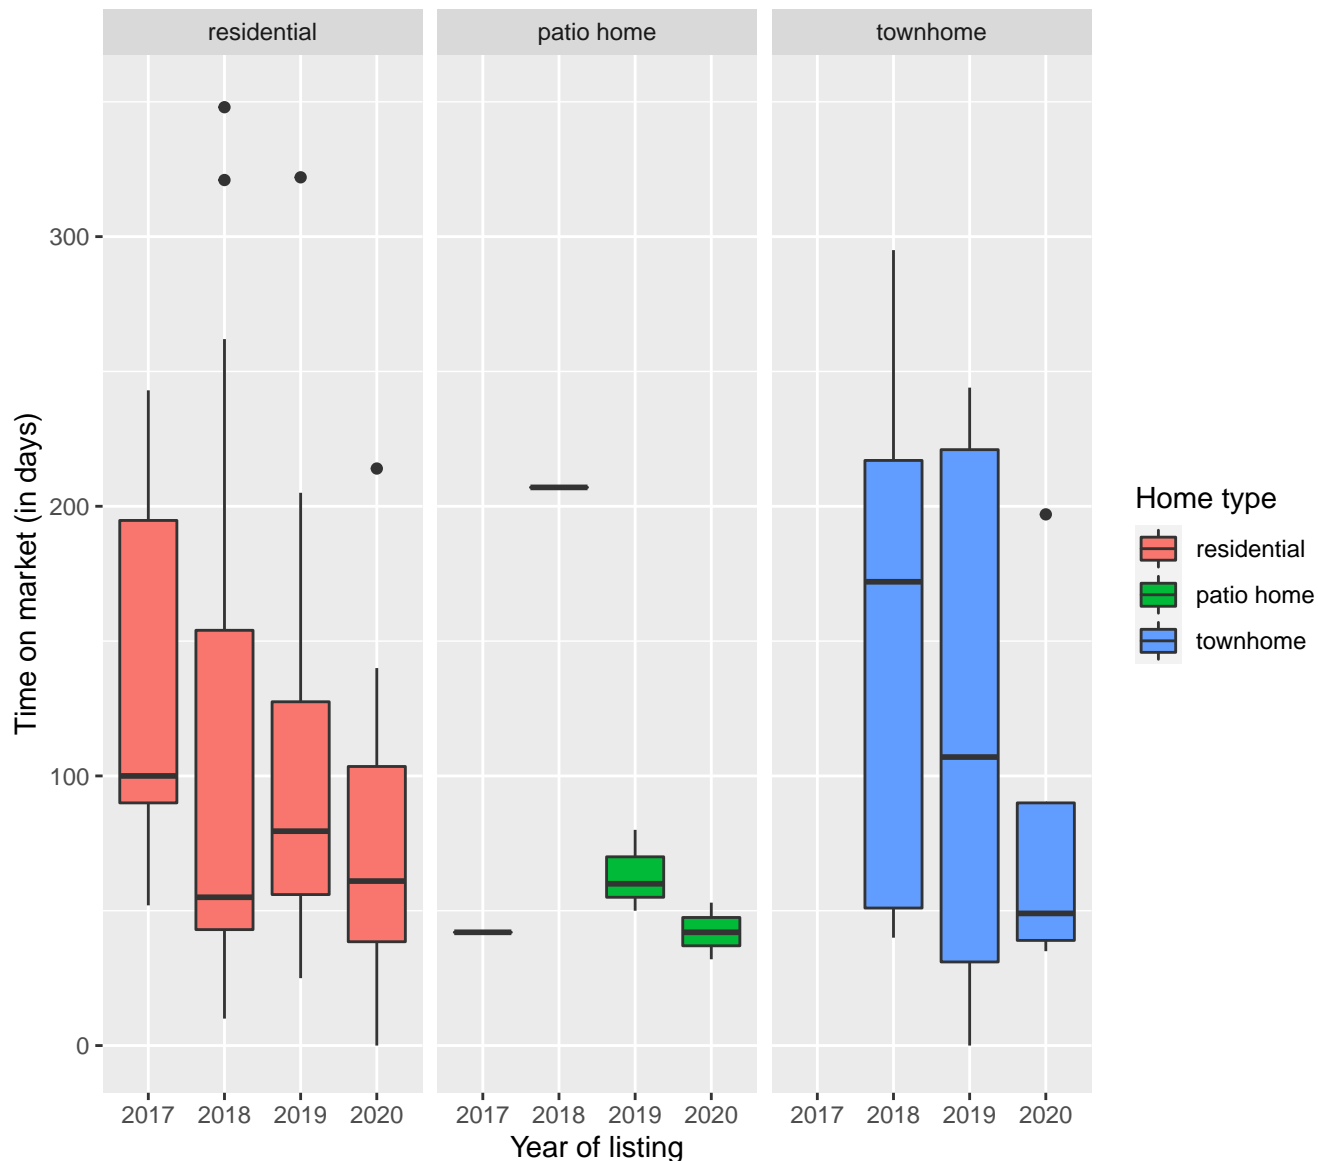 residential patio home townhome
Time on market (in days)
300
200
100
0
2017 2018 2019 2020 2017 2018 2019 2020 2017 2018 2019 2020
Year of listing
Home type
residential
patio home
townhome